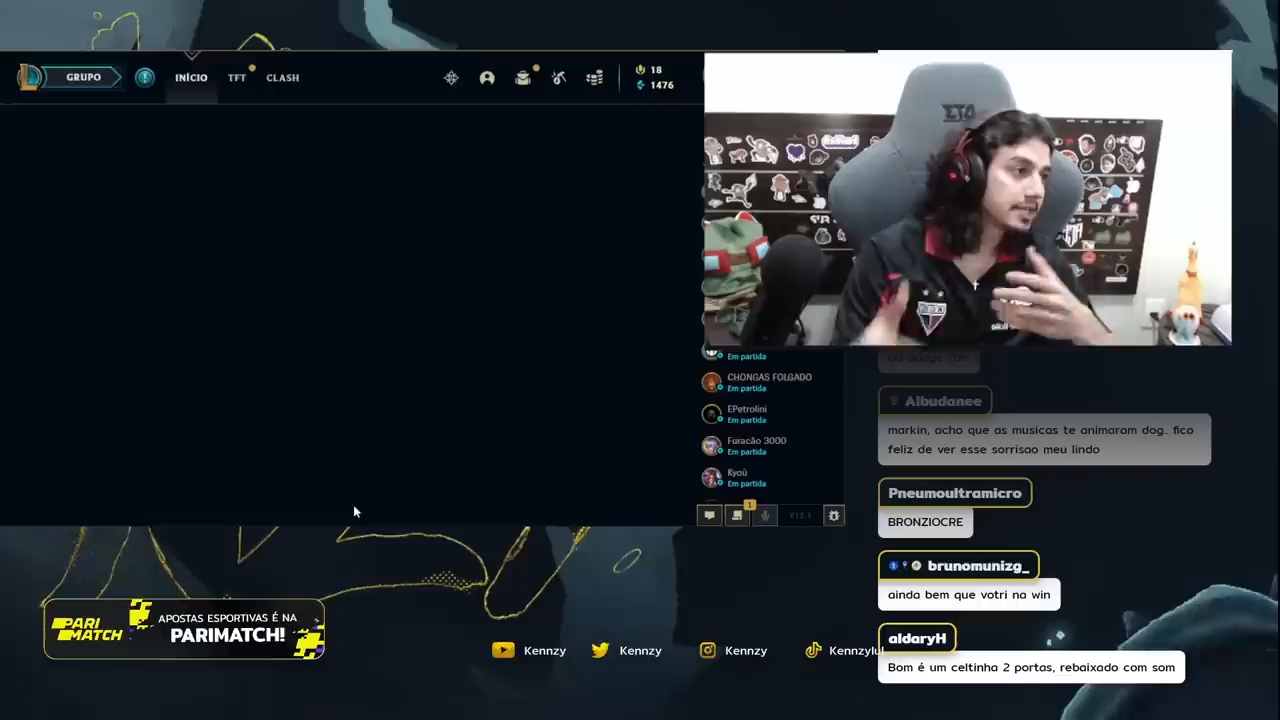 GRUPO
INÍCIO
TFT
CLASH
18
1476
Em partida
CHONGAS FOLGADO
Em partida
EPetrolini
Em partida
Furacão 3000
Em partida
Kyoü
Em partida
1
Albudanee
markin, acho que as musicas te animaram dog.. fico
feliz de ver esse sorrisao meu lindo
Pneumoultramicro
BRONZIOCRE
brunomunizg_
ainda bem que votri na win
aldaryH
Bom é um celtinha 2 portas, rebaixado com som
PARI
MATCH
APOSTAS ESPORTIVAS É NA
PARIMATCH!
Kennzy
Kennzy
Kennzy
Kennzylul